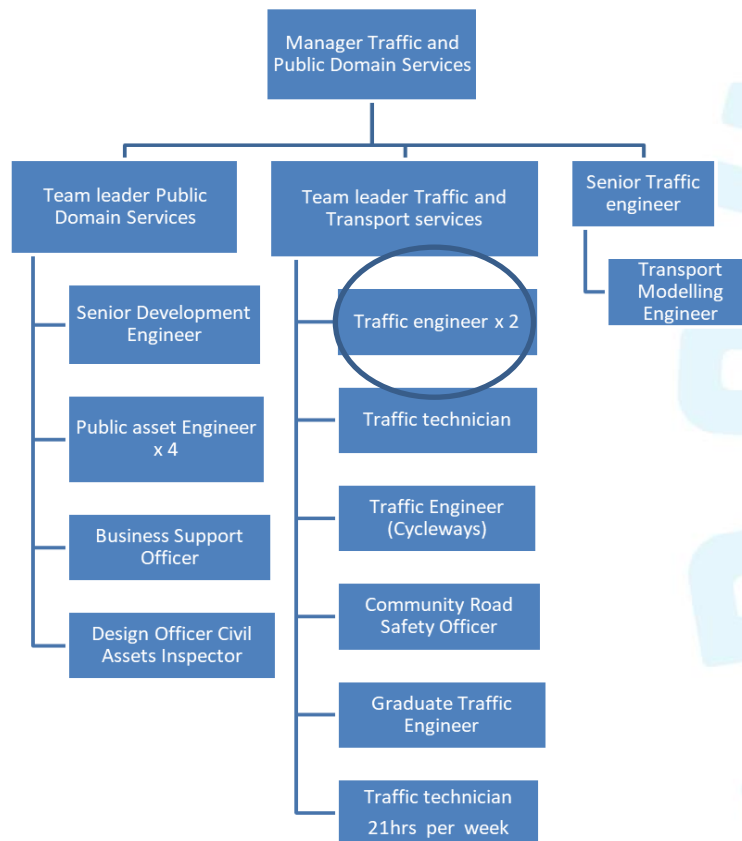 Manager Traffic and
Public Domain Services
Team leader Public
Domain Services
Senior Development
Engineer
Public asset Engineer
x 4
Business Support
Officer
Design Officer Civil
Assets Inspector
Team leader Traffic and
Transport services
Traffic engineer x 2
Traffic technician
Traffic Engineer
(Cycleways)
Community Road
Safety Officer
Graduate Traffic
Engineer
Traffic technician
21hrs per week
Senior Traffic
engineer
Transport
Modelling
Engineer